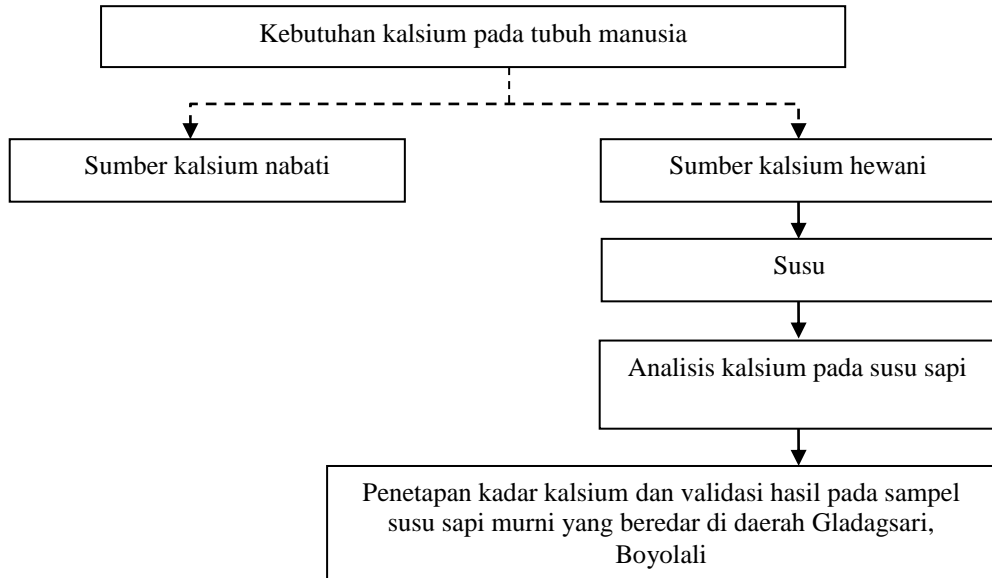 Kebutuhan kalsium pada tubuh manusia
Sumber kalsium nabati
Sumber kalsium hewani
Susu
Analisis kalsium pada susu sapi
Penetapan kadar kalsium dan validasi hasil pada sampel
susu sapi murni yang beredar di daerah Gladagsari,
Boyolali